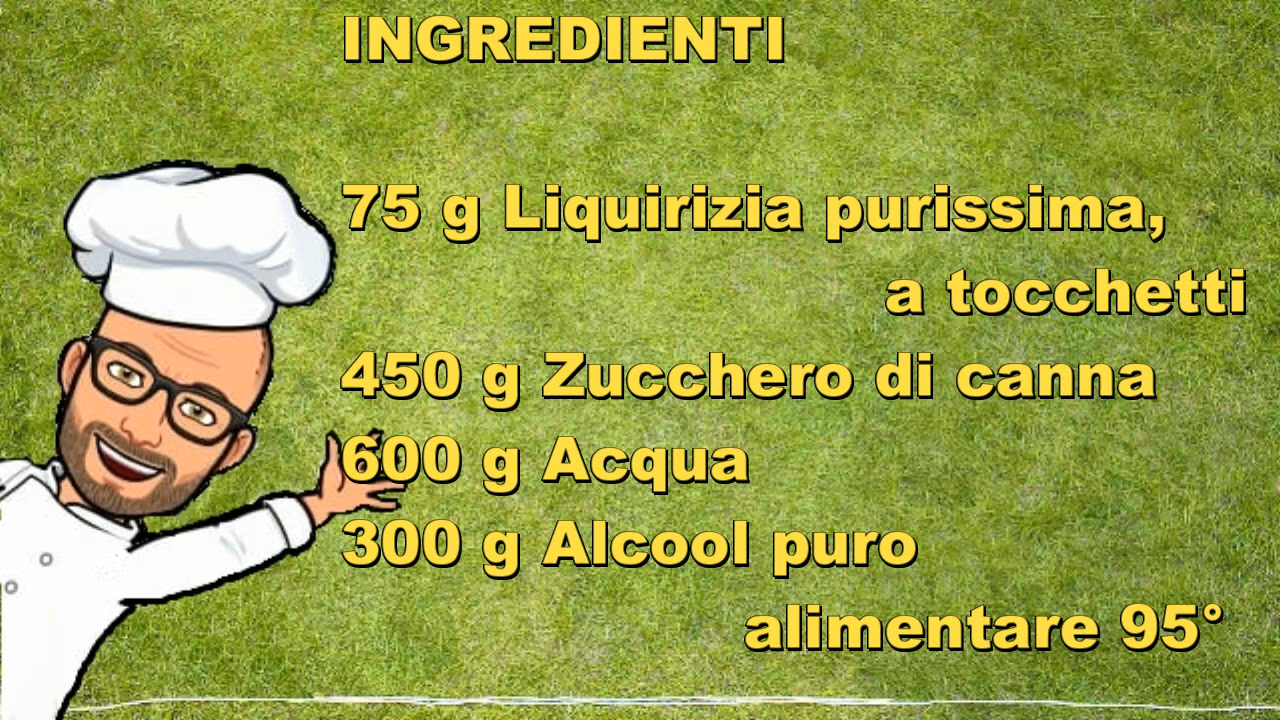 INGREDIENTI
75 g Liquirizia purissima,
a tocchetti
450 g Zucchero di canna
600 g Acqua
300 g Alcool puro
alimentare 95°